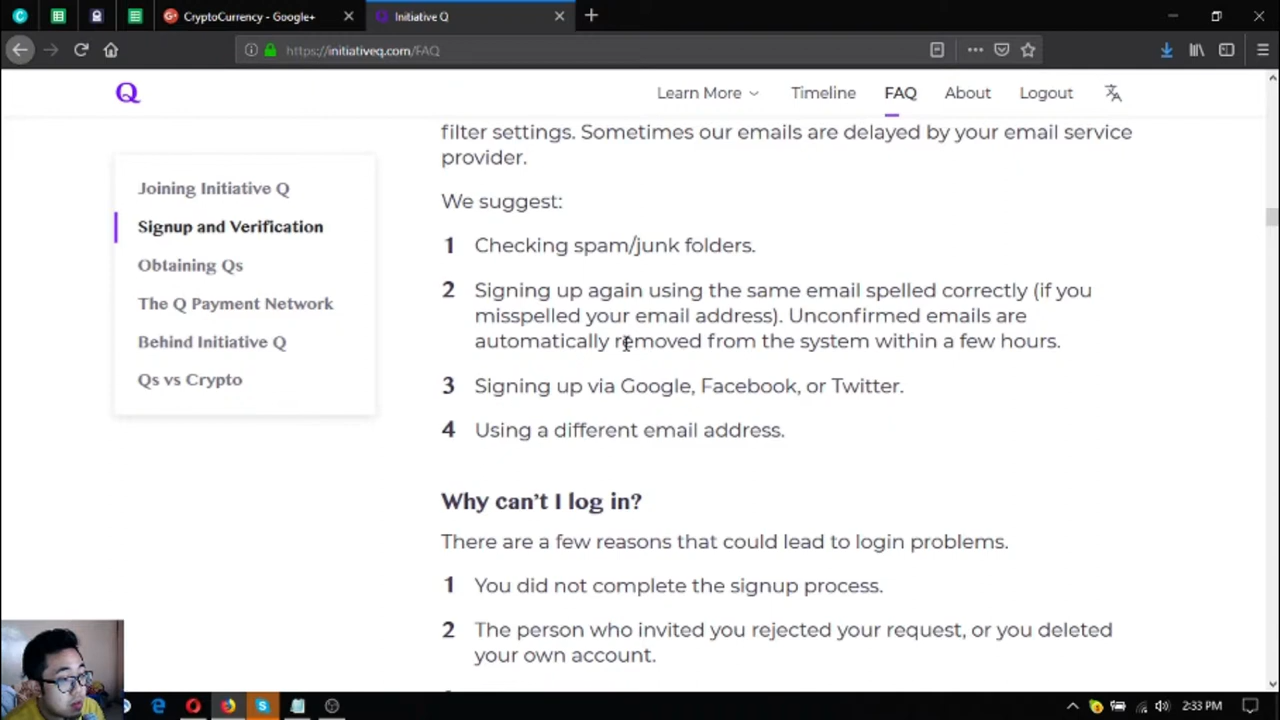 CryptoCurrency - Google+
Initiative Q
https://initiativeq.com/FAQ
Q
Learn More
Timeline
FAQ
About
Logout
filter settings. Sometimes our emails are delayed by your email service
provider.
Joining Initiative Q
Signup and Verification
Obtaining Qs
The Q Payment Network
Behind Initiative Q
Qs vs Crypto
We suggest:
1 Checking spam/junk folders.
2 Signing up again using the same email spelled correctly (if you
misspelled your email address). Unconfirmed emails are
automatically removed from the system within a few hours.
3 Signing up via Google, Facebook, or Twitter.
4 Using a different email address.
Why can't I log in?
There are a few reasons that could lead to login problems.
1 You did not complete the signup process.
2 The person who invited you rejected your request, or you deleted
your own account.
2:33 PM